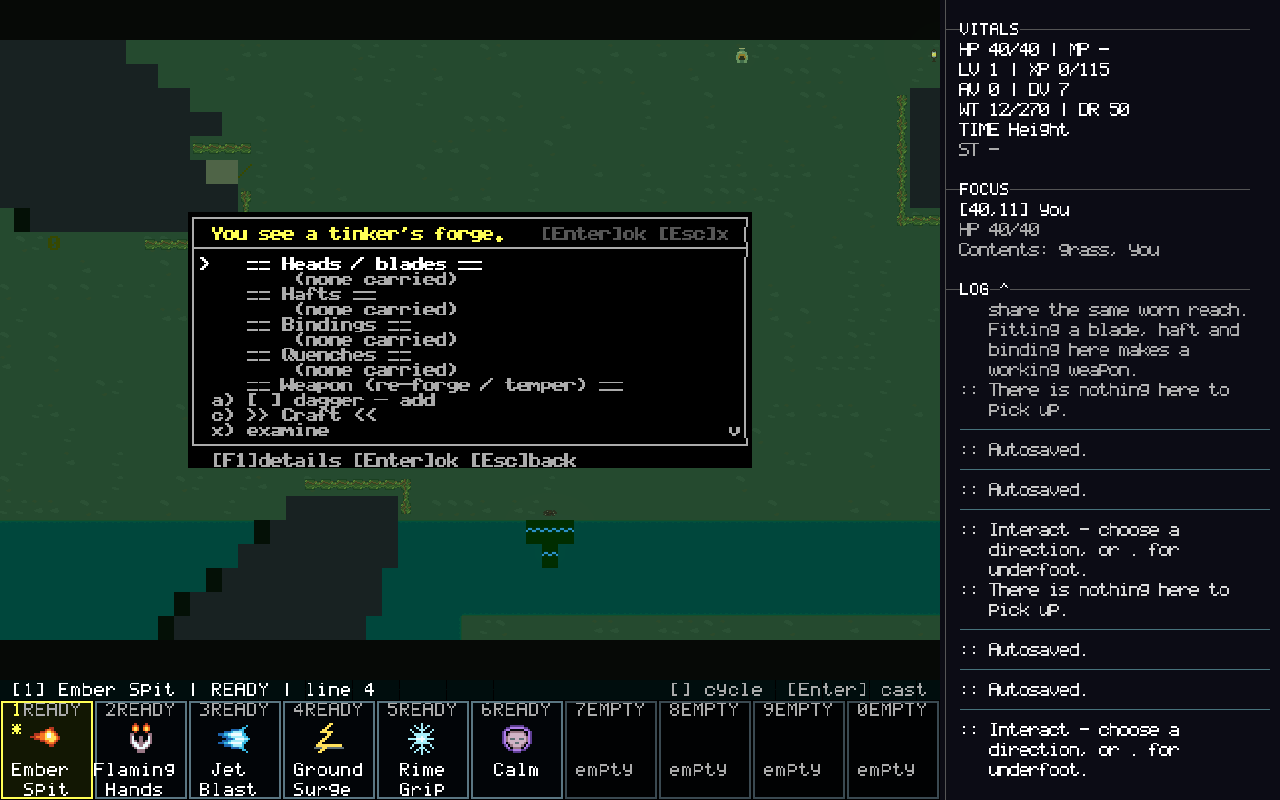 You see a tinker's forge. [Enter]ok [Esc]x
> == Heads / blades ==
(none carried)
== Hafts ==
(none carried)
== Bindings ==
(none carried)
== Quenches ==
(none carried)
== Weapon (re-forge / temper) ==
a) [ ] dagger — add
c) >> Craft <<
x) examine v
[F1]details [Enter]ok [Esc]back
[1] Ember Spit | READY | line 4 [] cycle [Enter] cast
1READY 2READY 3READY 4READY 5READY 6READY 7EMPTY 8EMPTY 9EMPTY 0EMPTY
*
Ember Flaming Jet Ground Rime Calm empty empty empty empty
Spit Hands Blast Surge Grip
VITALS
HP 40/40 | MP -
LV 1 | XP 0/115
AV 0 | DV 7
WT 12/270 | DR 50
TIME Height
ST -
FOCUS
[40,11] You
HP 40/40
Contents: grass, you
LOG ^
share the same worn reach.
Fitting a blade, haft and
binding here makes a
working weapon.
:: There is nothing here to
pick up.
:: Autosaved.
:: Autosaved.
:: Interact - choose a
direction, or . for
underfoot.
:: There is nothing here to
pick up.
:: Autosaved.
:: Autosaved.
:: Interact - choose a
direction, or . for
underfoot.